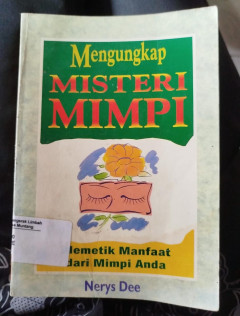 Mengungkap
MISTERI
MIMPI
Memetik Manfaat
dari Mimpi Anda
Nerys Dee